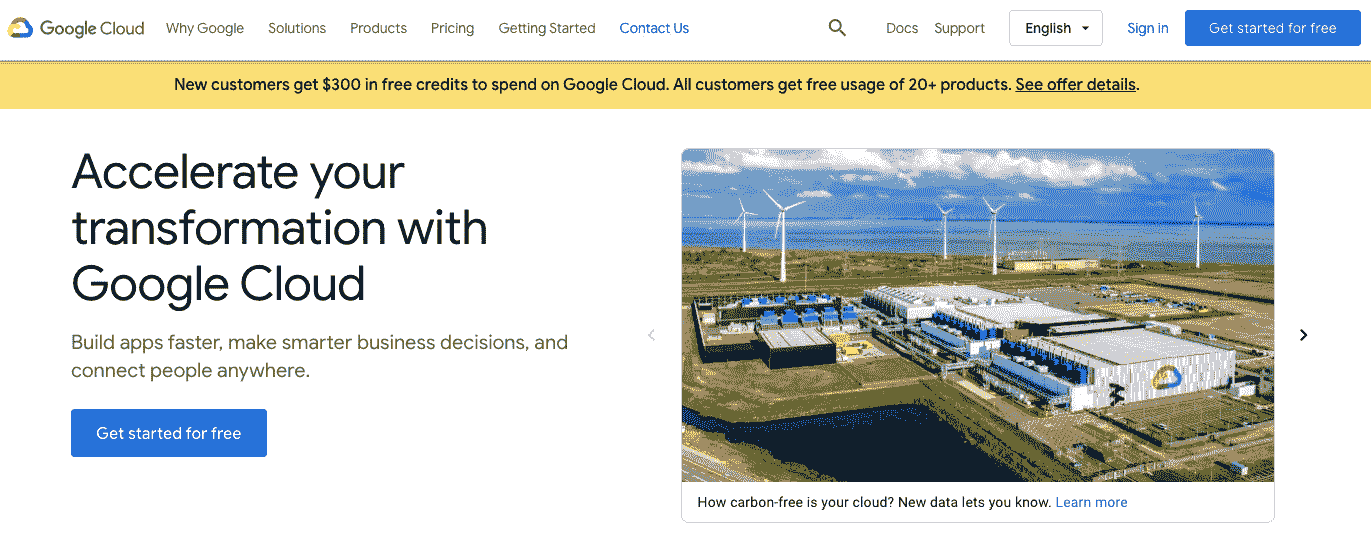 Google Cloud Why Google Solutions Products Pricing Getting Started Contact Us Docs Support English Sign in Get started for free
New customers get $300 in free credits to spend on Google Cloud. All customers get free usage of 20+ products. See offer details.
Accelerate your
transformation with
Google Cloud
Build apps faster, make smarter business decisions, and
connect people anywhere.
Get started for free
How carbon-free is your cloud? New data lets you know. Learn more